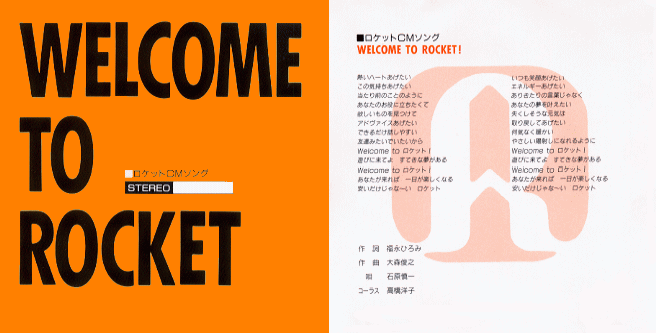 WELCOME
TO
ROCKET
■ロケットCMソング
STEREO
■ロケットCMソング
WELCOME TO ROCKET!
熱いハートあげたい
この気持ちあげたい
当たり前のことのように
あなたのお役に立ちたくて
欲しいものを見つけて
アドヴァイスあげたい
できるだけ話しやすい
友達みたいでいたいから
Welcome to ロケット!
遊びに来てよ すてきな夢がある
Welcome to ロケット!
あなたが来れば 一日が楽しくなる
安いだけじゃな〜い ロケット
いつも笑顔あげたい
エネルギーあげたい
ありきたりの言葉じゃなく
あなたの夢を叶えたい
失くしそうな元気は
取り戻してあげたい
何気なく暖かい
やさしい陽射しになれるように
Welcome to ロケット!
遊びに来てよ すてきな夢がある
Welcome to ロケット!
あなたが来れば 一日が楽しくなる
安いだけじゃな〜い ロケット
作 詞 福永ひろみ
作 曲 大森俊之
唄 石原慎一
コーラス 高橋洋子